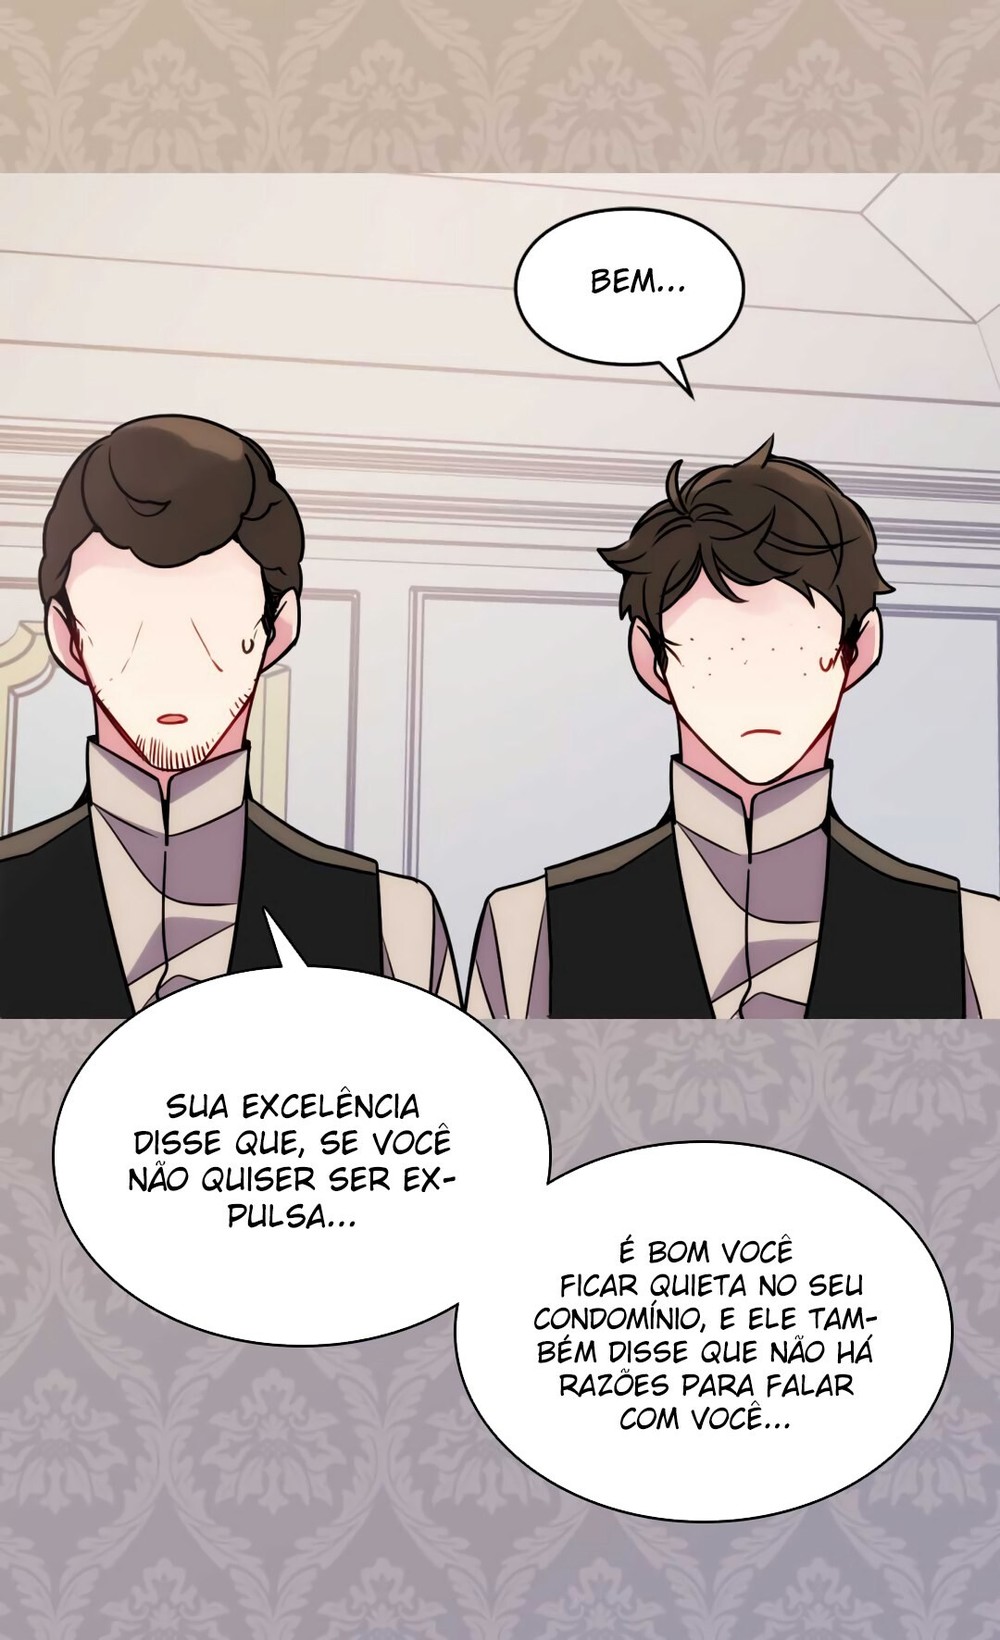 BEM...
SUA EXCELÊNCIA
DISSE QUE, SE VOCÊ
NÃO QUISER SER EX-
PULSA...
É BOM VOCÊ
FICAR QUIETA NO SEU
CONDOMÍNIO, E ELE TAM-
BÉM DISSE QUE NÃO HÁ
RAZÕES PARA FALAR
COM VOCÊ...